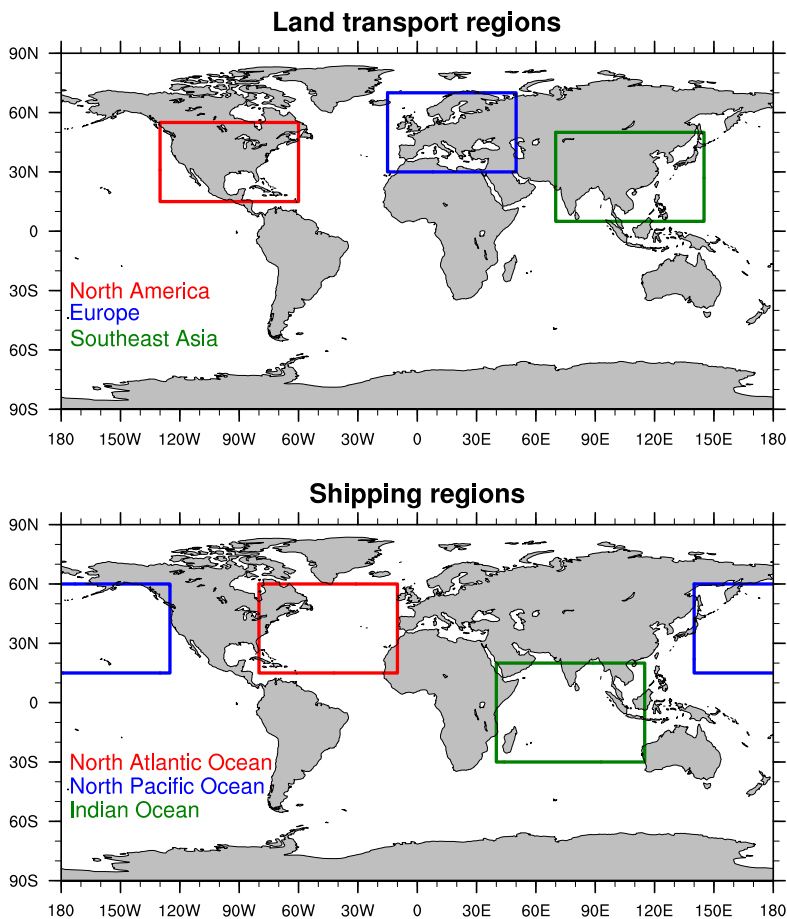 Land transport regions
90N
60N
30N
0
30S
60S
90S
North America
Europe
Southeast Asia
180 150W 120W 90W 60W 30W 0 30E 60E 90E 120E 150E 180
Shipping regions
90N
60N
30N
0
30S
60S
90S
North Atlantic Ocean
North Pacific Ocean
Indian Ocean
180 150W 120W 90W 60W 30W 0 30E 60E 90E 120E 150E 180